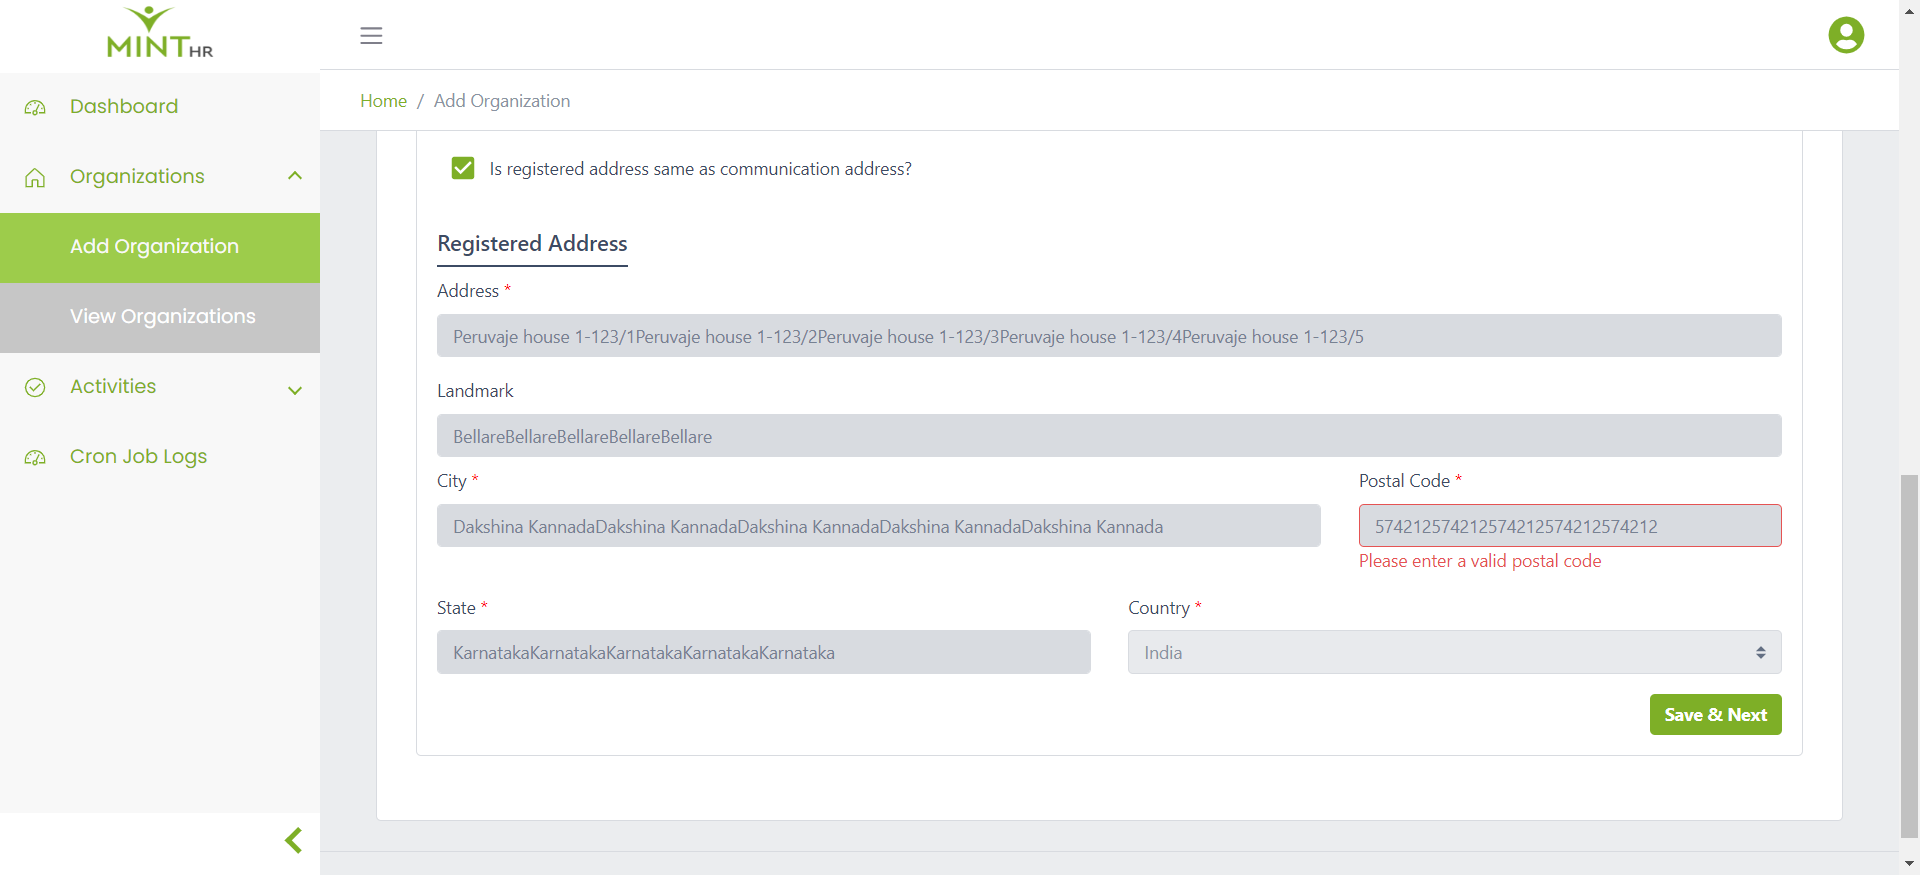 MINT HR
Dashboard
Organizations
Add Organization
View Organizations
Activities
Cron Job Logs
Home / Add Organization
Is registered address same as communication address?
Registered Address
Address *
Peruvaje house 1-123/1Peruvaje house 1-123/2Peruvaje house 1-123/3Peruvaje house 1-123/4Peruvaje house 1-123/5
Landmark
BellareBellareBellareBellareBellare
City *
Dakshina KannadaDakshina KannadaDakshina KannadaDakshina KannadaDakshina Kannada
Postal Code *
574212574212574212574212574212
Please enter a valid postal code
State *
KarnatakaKarnatakaKarnatakaKarnatakaKarnataka
Country *
India
Save & Next